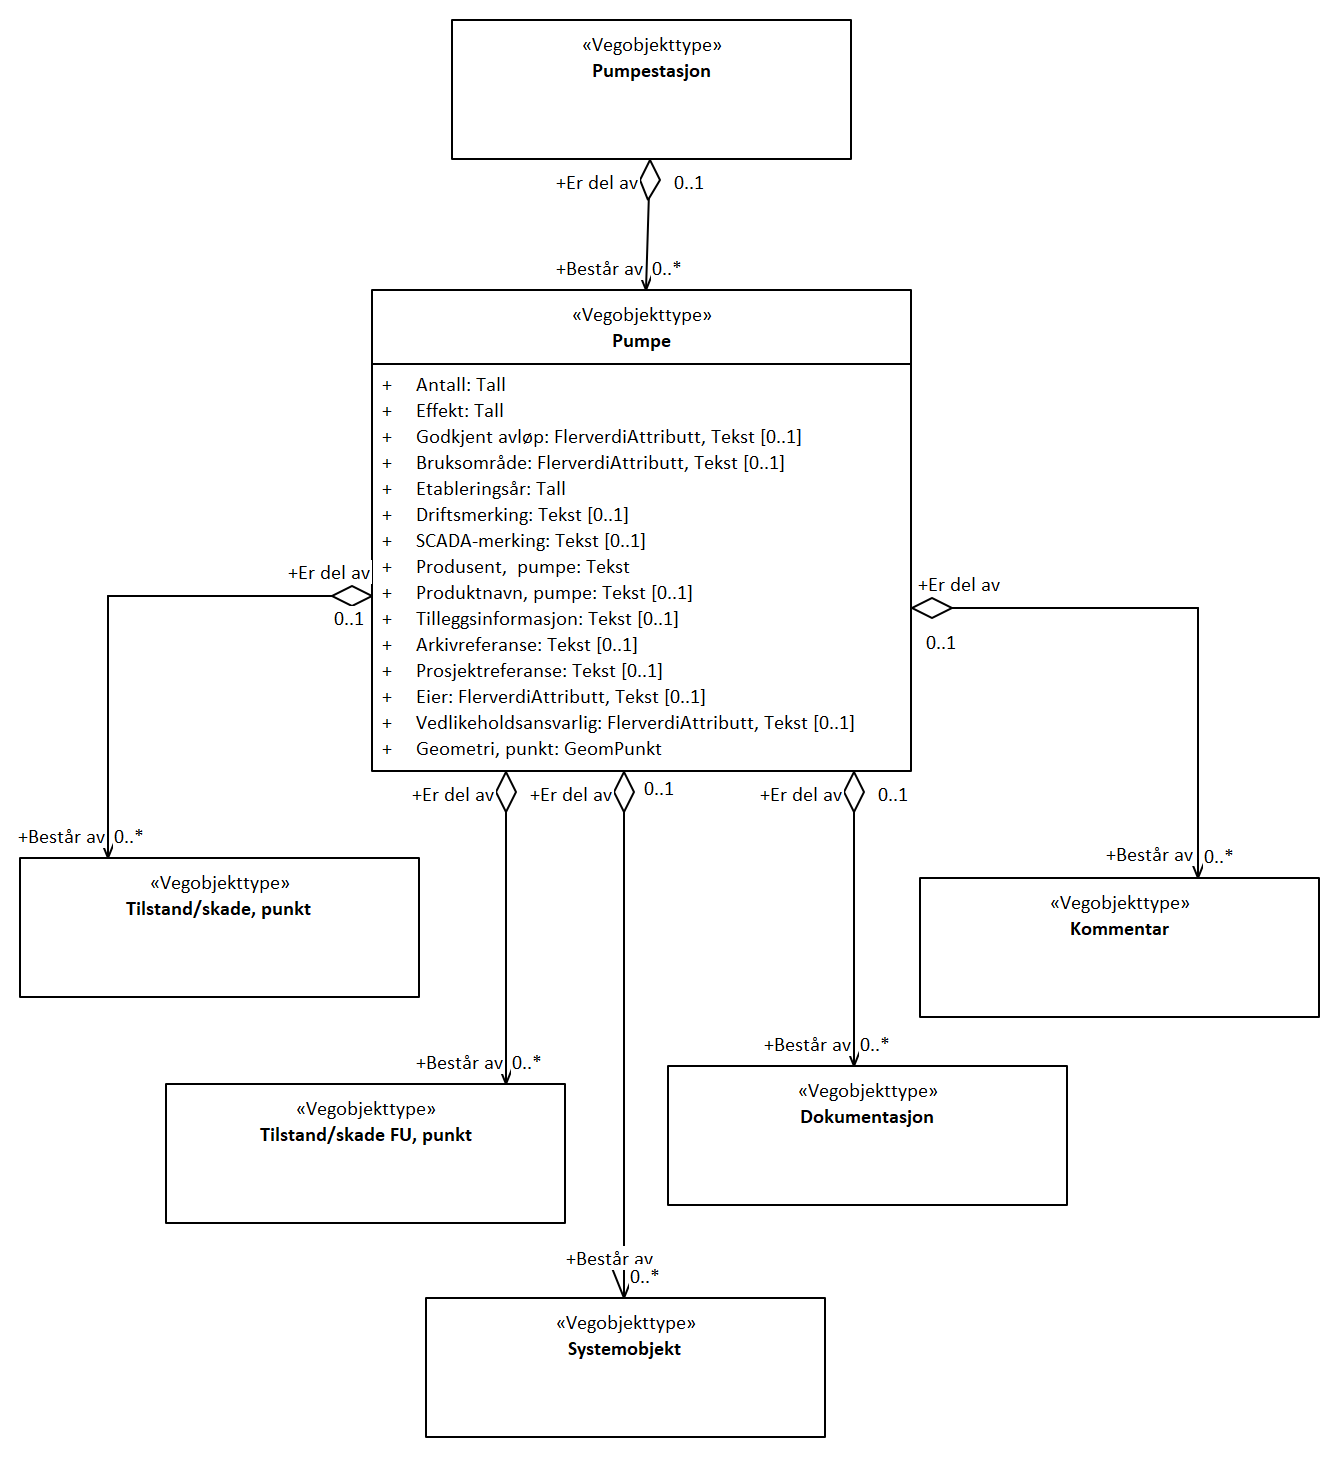 «Vegobjekttype»
Pumpestasjon
+Er del av 0..1
+Består av 0..*
«Vegobjekttype»
Pumpe
+ Antall: Tall
+ Effekt: Tall
+ Godkjent avløp: FlerverdiAttributt, Tekst [0..1]
+ Bruksområde: FlerverdiAttributt, Tekst [0..1]
+ Etableringsår: Tall
+ Driftsmerking: Tekst [0..1]
+ SCADA-merking: Tekst [0..1]
+ Produsent,  pumpe: Tekst
+ Produktnavn, pumpe: Tekst [0..1]
+ Tilleggsinformasjon: Tekst [0..1]
+ Arkivreferanse: Tekst [0..1]
+ Prosjektreferanse: Tekst [0..1]
+ Eier: FlerverdiAttributt, Tekst [0..1]
+ Vedlikeholdsansvarlig: FlerverdiAttributt, Tekst [0..1]
+ Geometri, punkt: GeomPunkt
+Er del av
0..1
+Er del av
0..1
+Er del av
+Er del av 0..1
+Er del av 0..1
+Består av 0..*
«Vegobjekttype»
Tilstand/skade, punkt
+Består av 0..*
«Vegobjekttype»
Kommentar
+Består av 0..*
«Vegobjekttype»
Tilstand/skade FU, punkt
+Består av 0..*
«Vegobjekttype»
Dokumentasjon
+Består av
0..*
«Vegobjekttype»
Systemobjekt